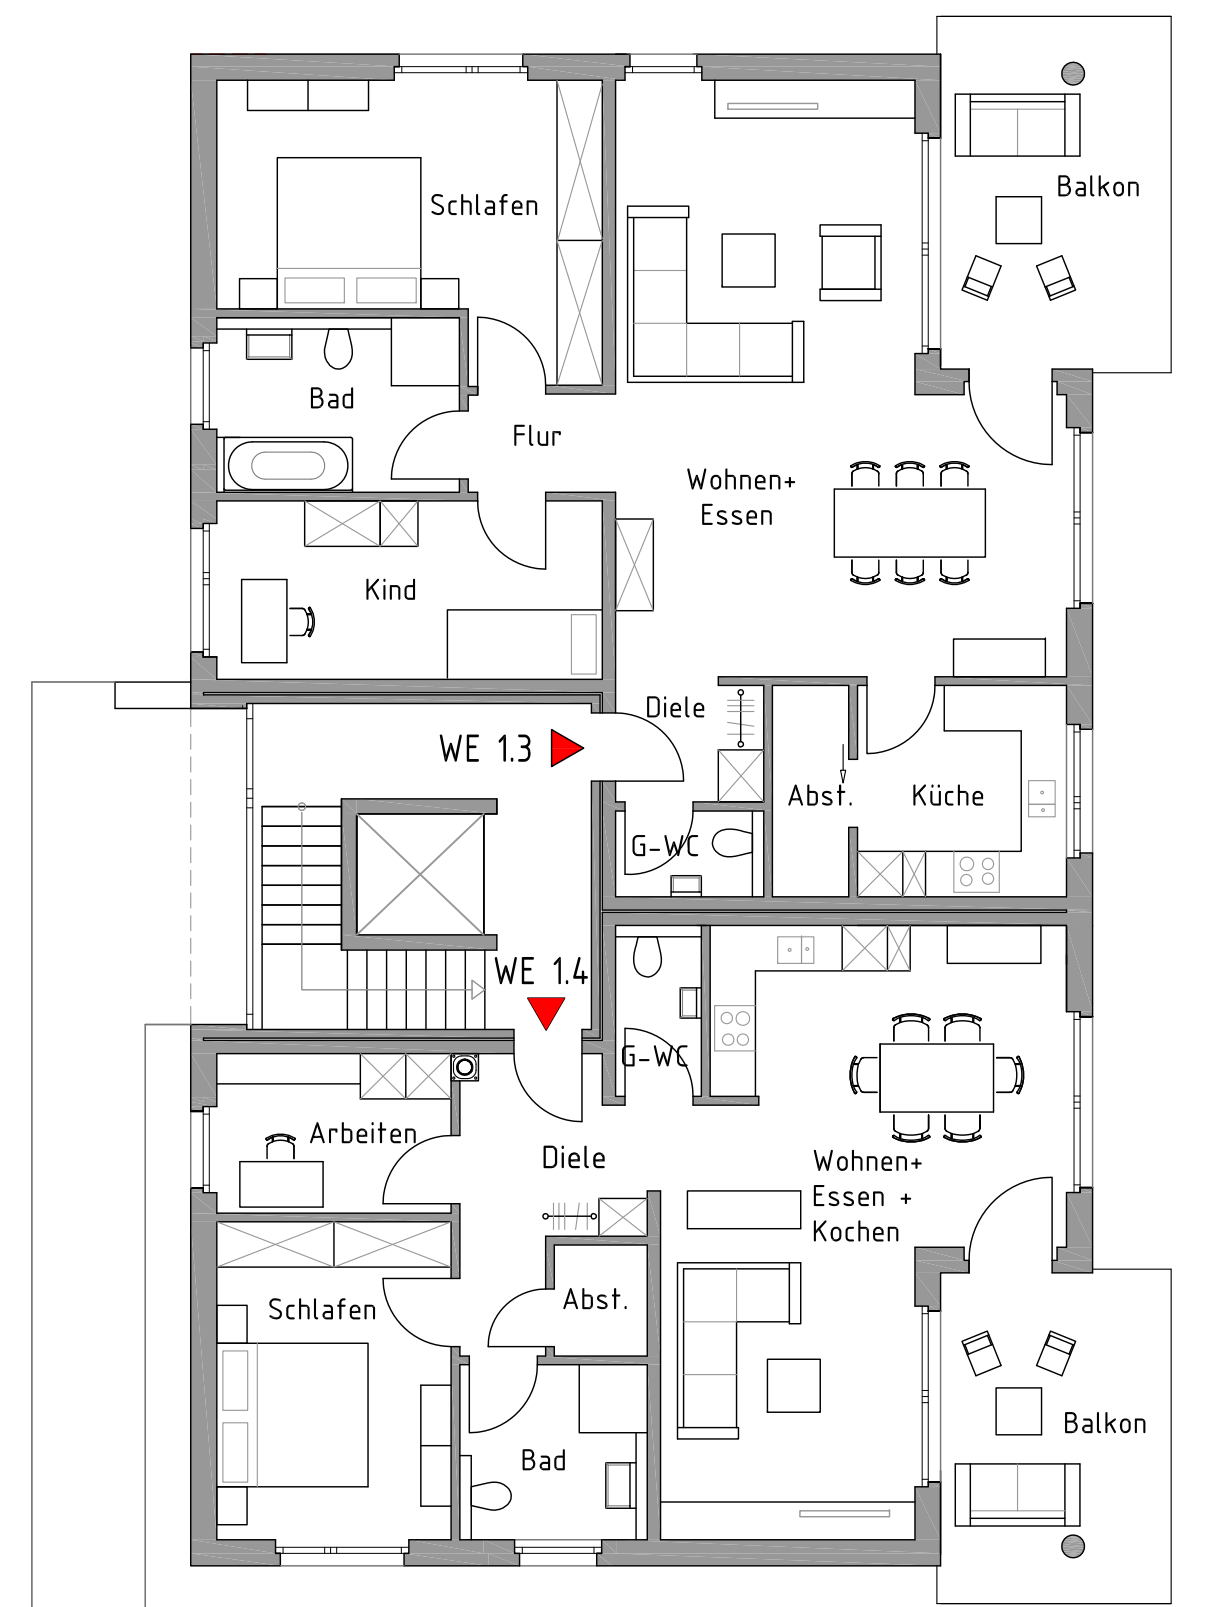 Balkon
Schlafen
Bad
Flur
Wohnen+
Essen
Kind
Diele
WE 1.3
Abst.
Küche
G-WC
WE 1.4
G-WC
Arbeiten
Diele
Wohnen+
Essen +
Kochen
Schlafen
Abst.
Balkon
Bad